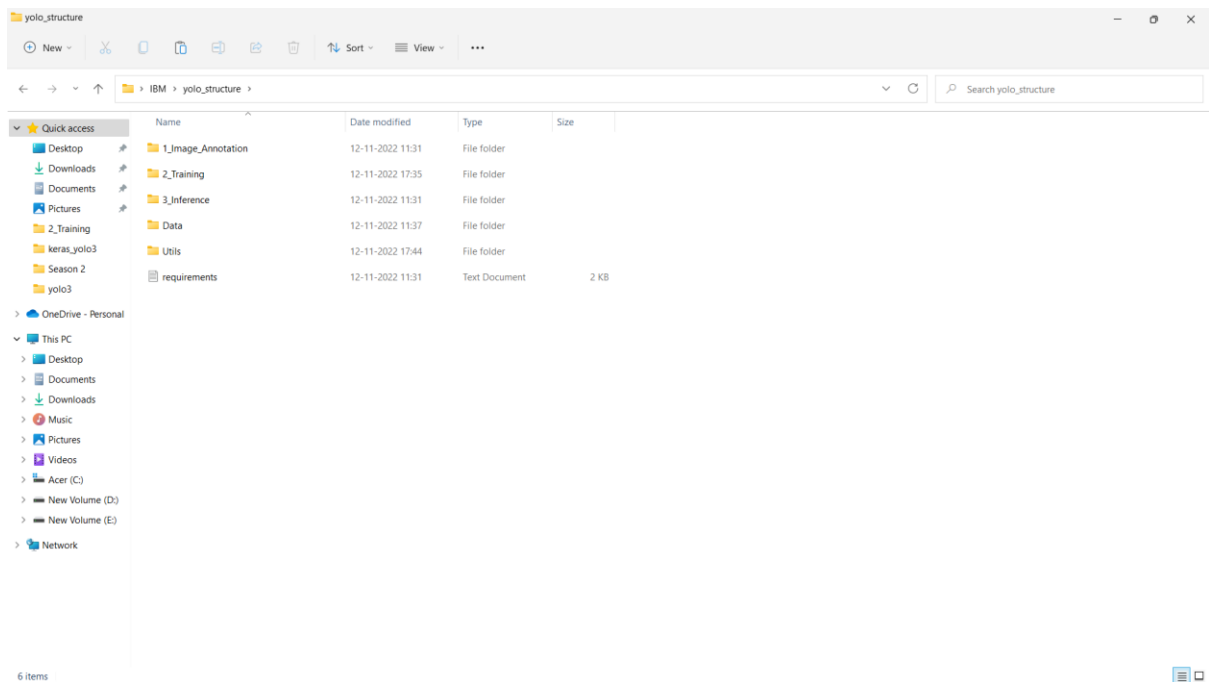 yolo_structure
New
Sort
View
IBM > yolo_structure >
Search yolo_structure
Quick access
Desktop
Downloads
Documents
Pictures
2_Training
keras_yolo3
Season 2
yolo3
OneDrive - Personal
This PC
Desktop
Documents
Downloads
Music
Pictures
Videos
Acer (C:)
New Volume (D:)
New Volume (E:)
Network
Name Date modified Type Size
1_Image_Annotation 12-11-2022 11:31 File folder
2_Training 12-11-2022 17:35 File folder
3_Inference 12-11-2022 11:31 File folder
Data 12-11-2022 11:37 File folder
Utils 12-11-2022 17:44 File folder
requirements 12-11-2022 11:31 Text Document 2 KB
6 items